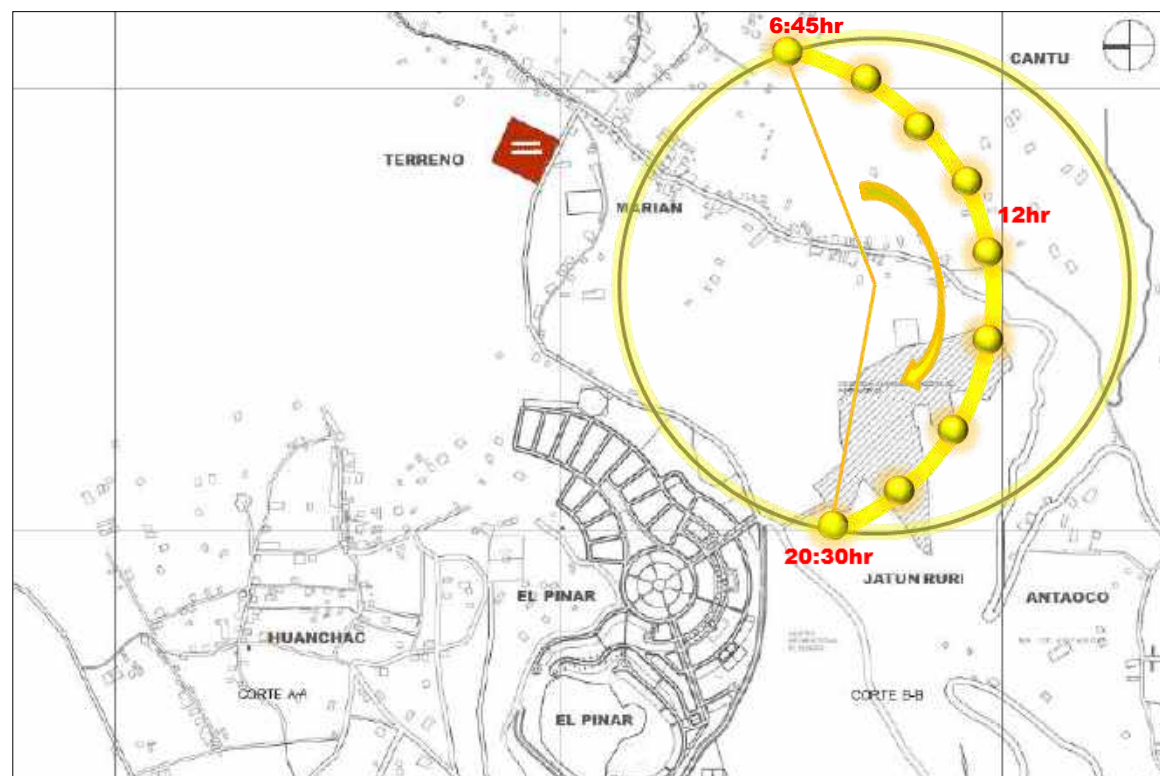 6:45hr
CANTU
TERRENO
MARIAN
12hr
20:30hr
JATUN RURI
EL PINAR
ANTAOCO
HUANCHAC
CORTE A-A
CORTE B-B
EL PINAR